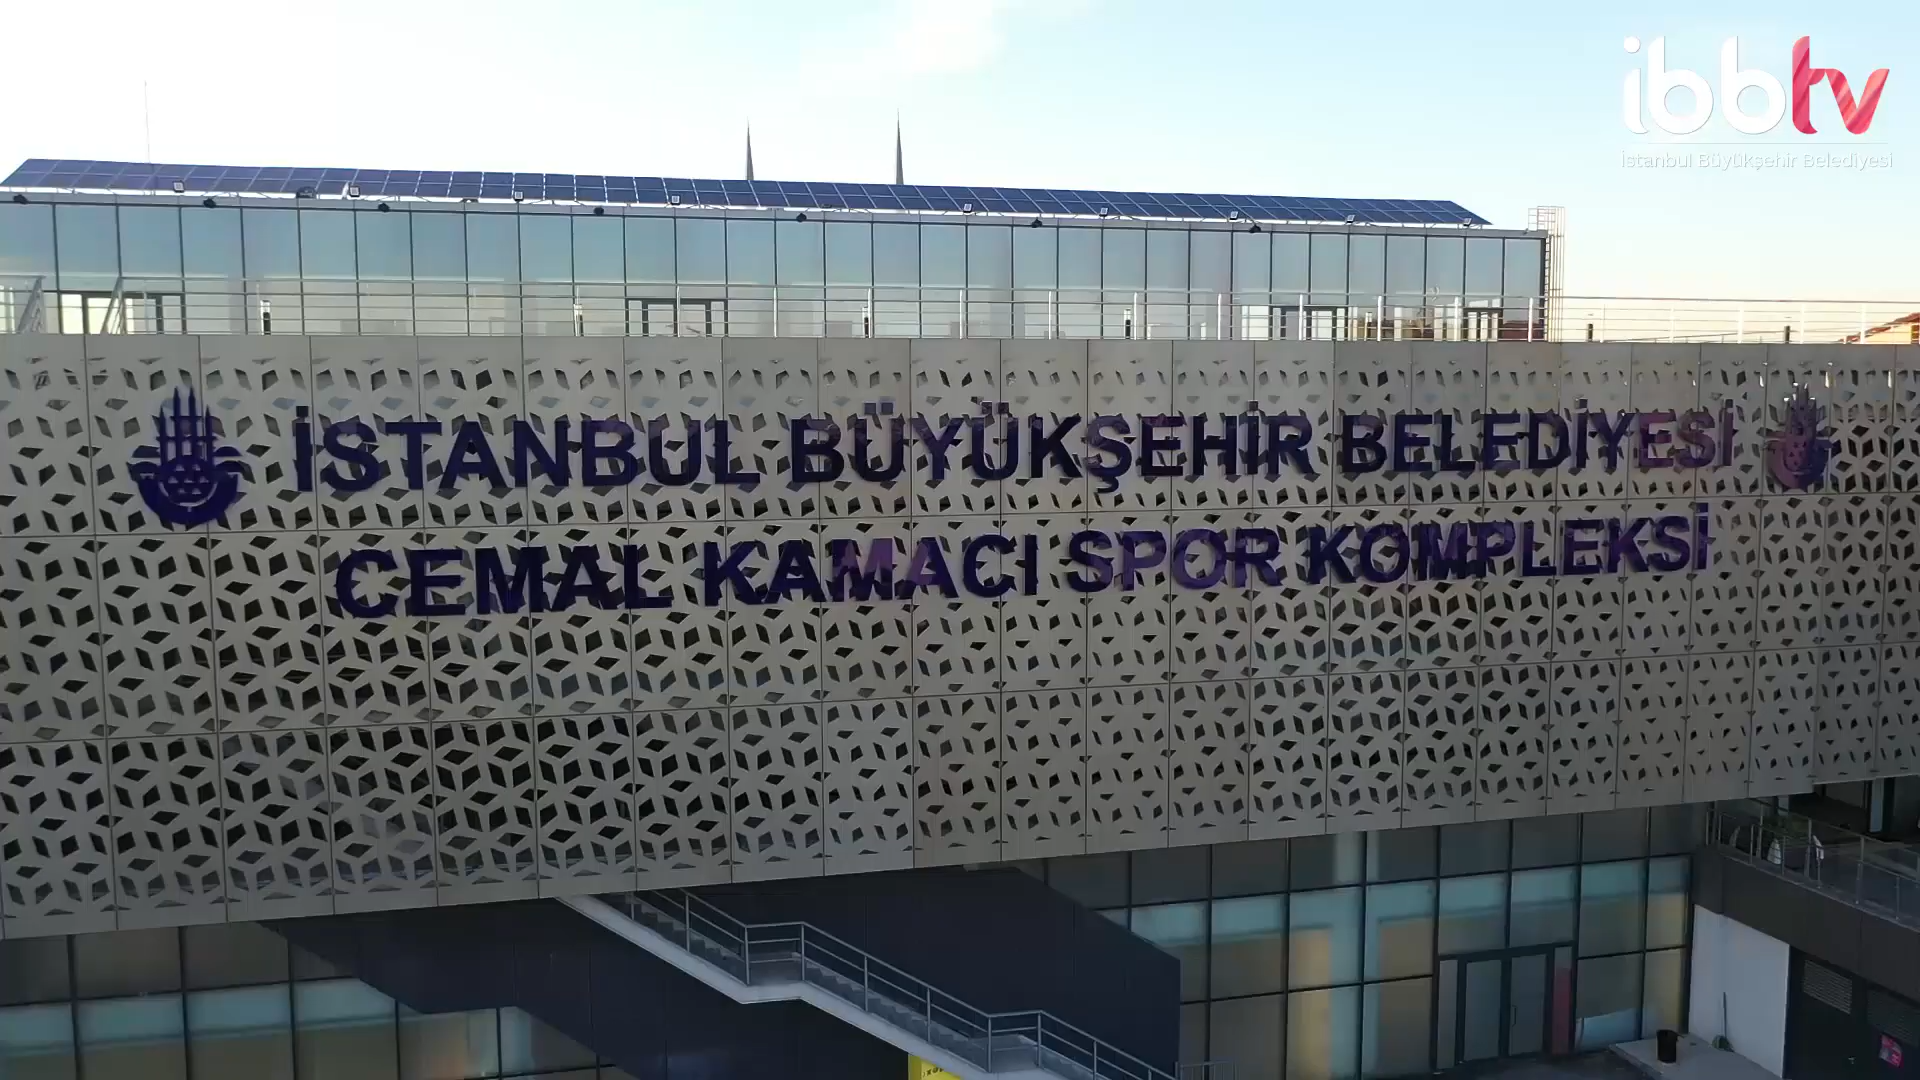 ibbtv
İstanbul Büyükşehir Belediyesi
İSTANBUL BÜYÜKŞEHİR BELEDİYESİ
CEMAL KAMACI SPOR KOMPLEKSİ